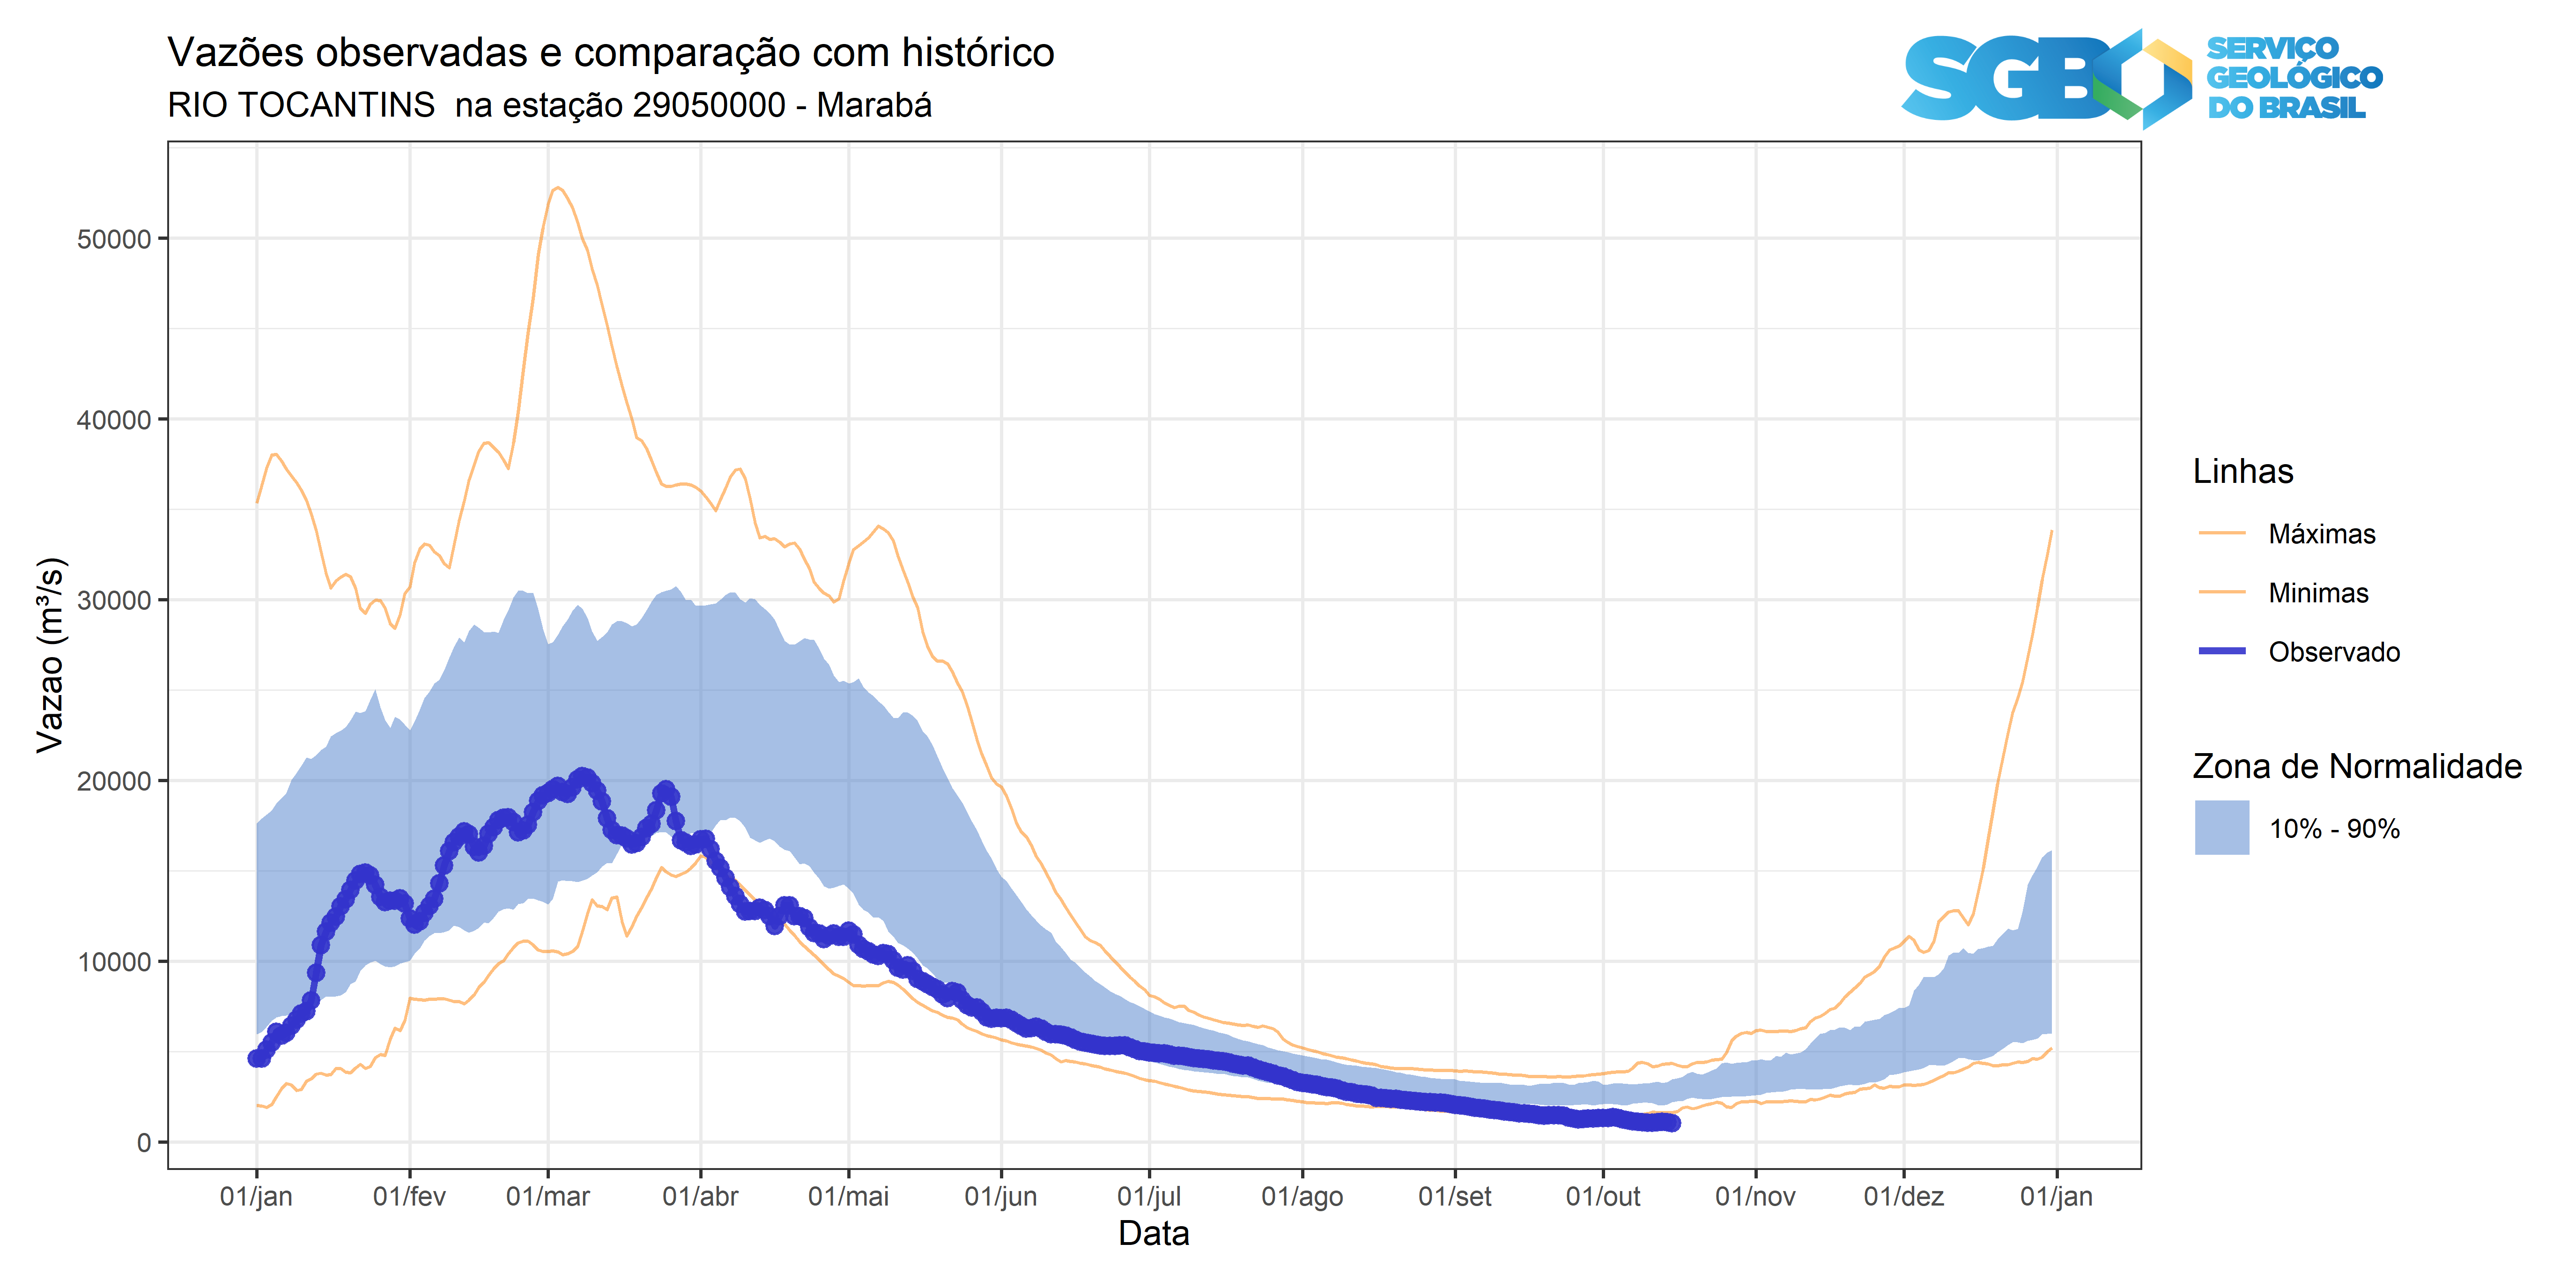 Vazões observadas e comparação com histórico
RIO TOCANTINS  na estação 29050000 - Marabá
SGB
SERVIÇO
GEOLÓGICO
DO BRASIL
Vazao (m³/s)
50000
40000
30000
20000
10000
0
01/jan 01/fev 01/mar 01/abr 01/mai 01/jun 01/jul 01/ago 01/set 01/out 01/nov 01/dez 01/jan
Data
Linhas
Máximas
Minimas
Observado
Zona de Normalidade
10% - 90%